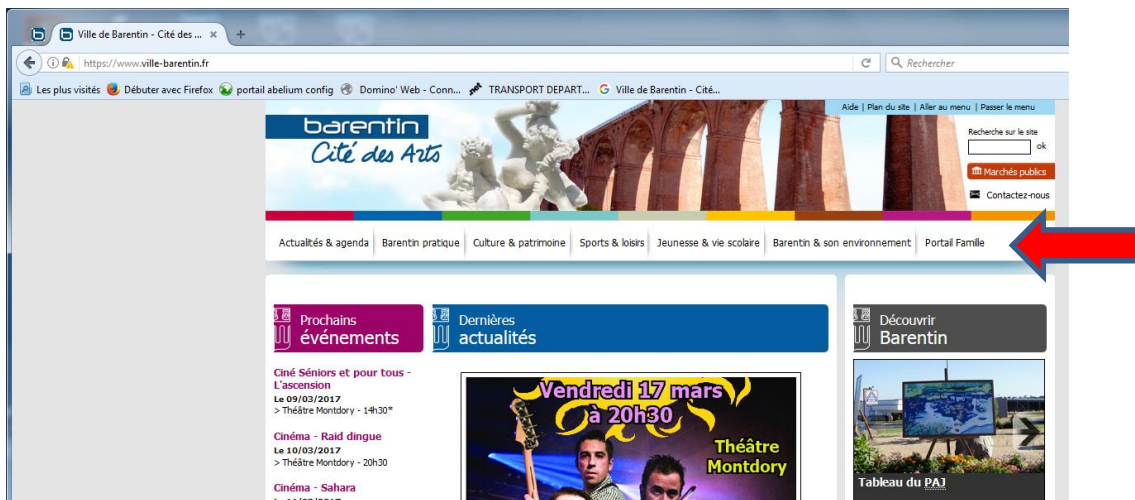 Ville de Barentin - Cité des ... × +
https://www.ville-barentin.fr
Rechercher
Les plus visités Débuter avec Firefox portail abelium config Domino' Web - Conn... TRANSPORT DEPART... Ville de Barentin - Cité...
Aide | Plan du site | Aller au menu | Passer le menu
barentin
Cité des Arts
Recherche sur le site
ok
Marchés publics
Contactez-nous
Actualités & agenda Barentin pratique Culture & patrimoine Sports & loisirs Jeunesse & vie scolaire Barentin & son environnement Portail Famille
Prochains
événements
Dernières
actualités
Découvrir
Barentin
Ciné Séniors et pour tous -
L'ascension
Le 09/03/2017
> Théâtre Montdory - 14h30*
Cinéma - Raid dingue
Le 10/03/2017
> Théâtre Montdory - 20h30
Cinéma - Sahara
Vendredi 17 mars
à 20h30
Théâtre
Montdory
Tableau du PAJ